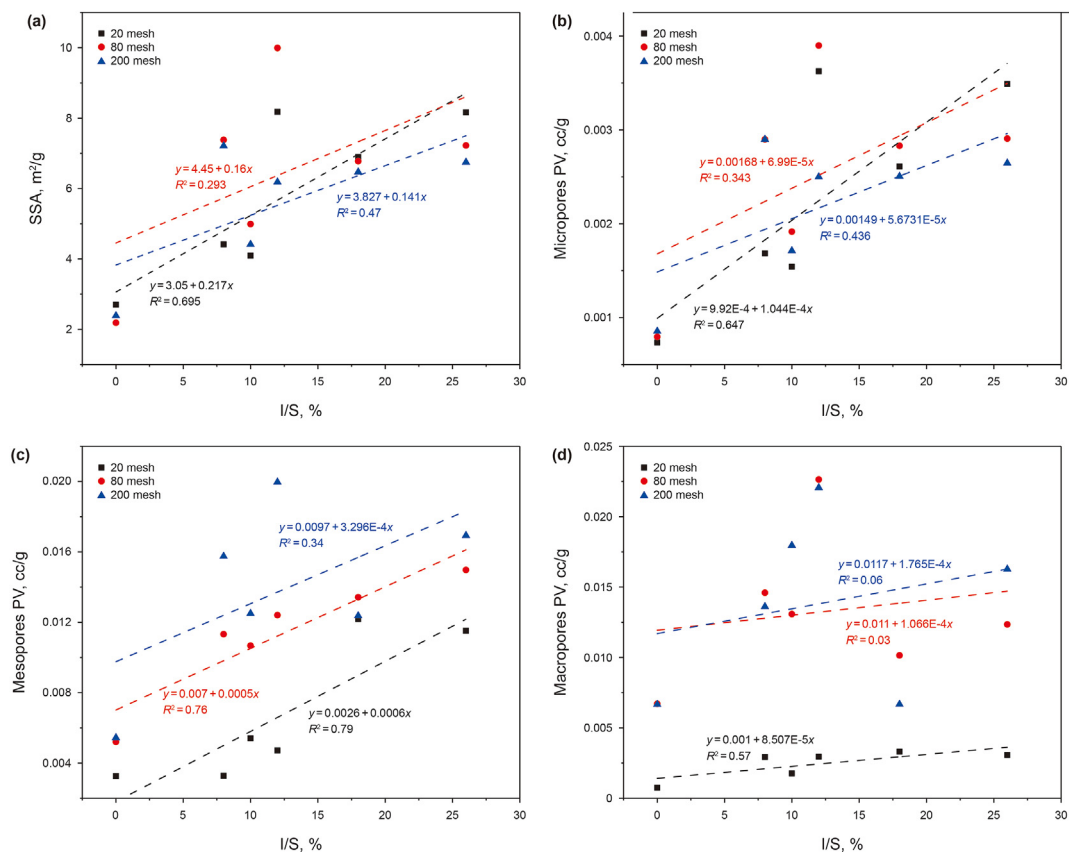 (a)
20 mesh
80 mesh
200 mesh
10
8
6
4
2
SSA, m²/g
y = 4.45 + 0.16x
R² = 0.293
y = 3.827 + 0.141x
R² = 0.47
y = 3.05 + 0.217x
R² = 0.695
0 5 10 15 20 25 30
I/S, %
(b)
20 mesh
80 mesh
200 mesh
0.004
0.003
0.002
0.001
Micropores PV, cc/g
y = 0.00168 + 6.99E-5x
R² = 0.343
y = 0.00149 + 5.6731E-5x
R² = 0.436
y = 9.92E-4 + 1.044E-4x
R² = 0.647
0 5 10 15 20 25 30
I/S, %
(c)
20 mesh
80 mesh
200 mesh
0.020
0.016
0.012
0.008
0.004
Mesopores PV, cc/g
y = 0.0097 + 3.296E-4x
R² = 0.34
y = 0.007 + 0.0005x
R² = 0.76
y = 0.0026 + 0.0006x
R² = 0.79
0 5 10 15 20 25 30
I/S, %
(d)
20 mesh
80 mesh
200 mesh
0.025
0.020
0.015
0.010
0.005
0
Macropores PV, cc/g
y = 0.0117 + 1.765E-4x
R² = 0.06
y = 0.011 + 1.066E-4x
R² = 0.03
y = 0.001 + 8.507E-5x
R² = 0.57
0 5 10 15 20 25 30
I/S, %